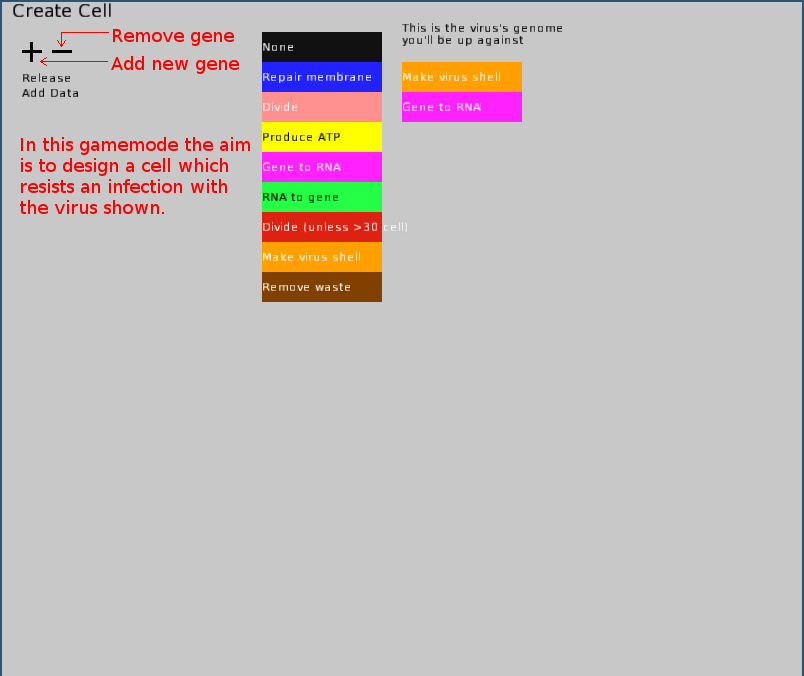 Create Cell
Remove gene
Add new gene
Release
Add Data
In this gamemode the aim
is to design a cell which
resists an infection with
the virus shown.
None
Repair membrane
Divide
Produce ATP
Gene to RNA
RNA to gene
Divide (unless >30 cell)
Make virus shell
Remove waste
This is the virus's genome
you'll be up against
Make virus shell
Gene to RNA